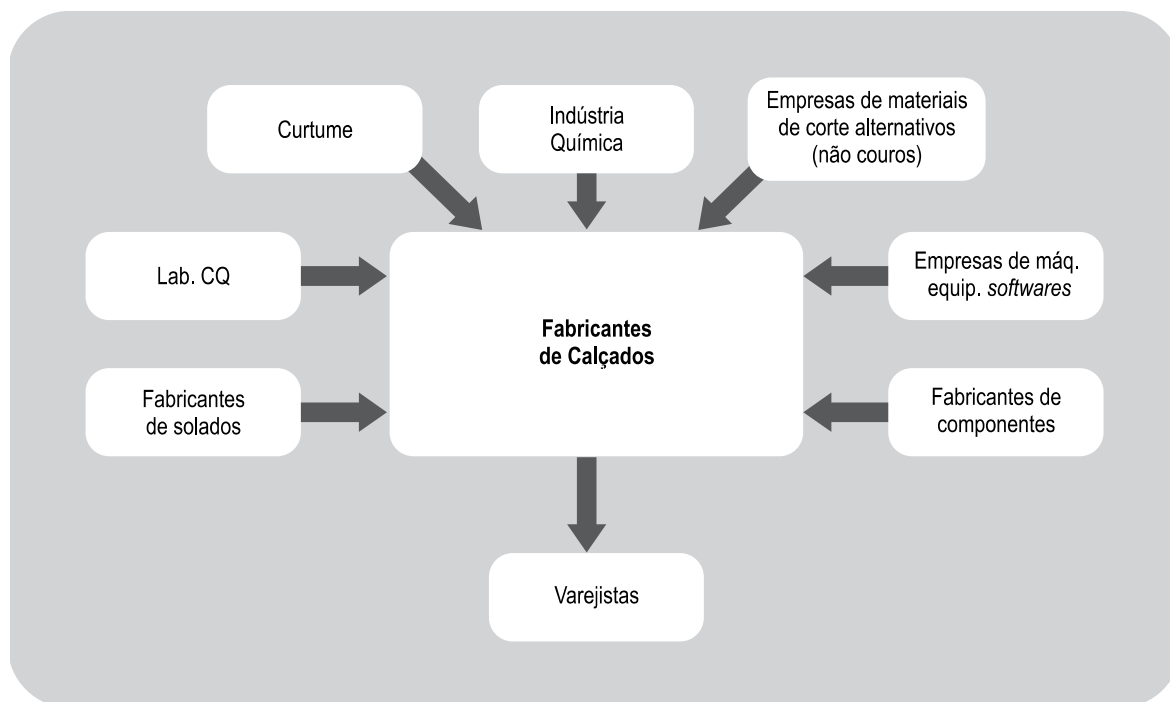 Curtume
Indústria
Química
Empresas de materiais
de corte alternativos
(não couros)
Lab. CQ
Fabricantes
de Calçados
Empresas de máq.
equip. softwares
Fabricantes
de solados
Fabricantes de
componentes
Varejistas